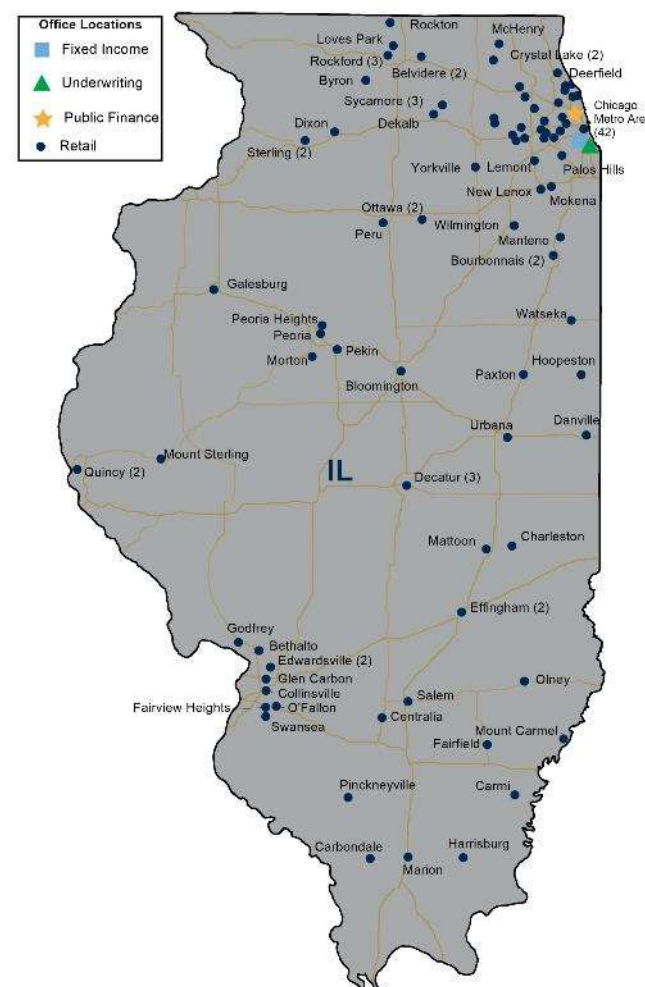 Office Locations
Fixed Income
Underwriting
Public Finance
Retail
Rockton
McHenry
Loves Park
Crystal Lake (2)
Rockford (3)
Belvidere (2)
Deerfield
Byron
Sycamore (3)
Chicago
Metro Area
(42)
Dekalb
Dixon
Sterling (2)
Yorkville
Lemont
Palos Hills
New Lenox
Mokena
Ottawa (2)
Wilmington
Peru
Manteno
Bourbonnais (2)
Galesburg
Watseka
Peoria Heights
Peoria
Pekin
Morton
Hoopeston
Paxton
Bloomington
Urbana
Danville
Mount Sterling
Quincy (2)
IL
Decatur (3)
Mattoon
Charleston
Effingham (2)
Godfrey
Bethalto
Edwardsville (2)
Glen Carbon
Olney
Collinsville
Salem
Fairview Heights
O'Fallon
Centralia
Swansea
Mount Carmel
Fairfield
Pinckneyville
Carmi
Carbondale
Harrisburg
Marion